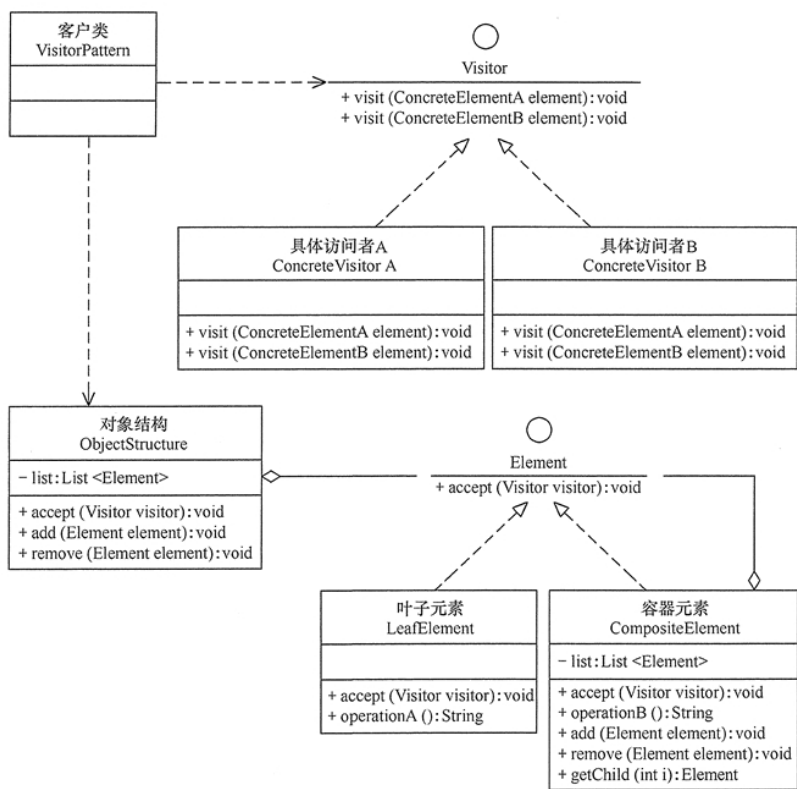 客户类
VisitorPattern
Visitor
+ visit (ConcreteElementA element): void
+ visit (ConcreteElementB element): void
具体访问者A
ConcreteVisitor A
+ visit (ConcreteElementA element): void
+ visit (ConcreteElementB element): void
具体访问者B
ConcreteVisitor B
+ visit (ConcreteElementA element): void
+ visit (ConcreteElementB element): void
对象结构
ObjectStructure
− list: List <Element>
+ accept (Visitor visitor): void
+ add (Element element): void
+ remove (Element element): void
Element
+ accept (Visitor visitor): void
叶子元素
LeafElement
+ accept (Visitor visitor): void
+ operationA (): String
容器元素
CompositeElement
− list: List <Element>
+ accept (Visitor visitor): void
+ operationB (): String
+ add (Element element): void
+ remove (Element element): void
+ getChild (int i): Element